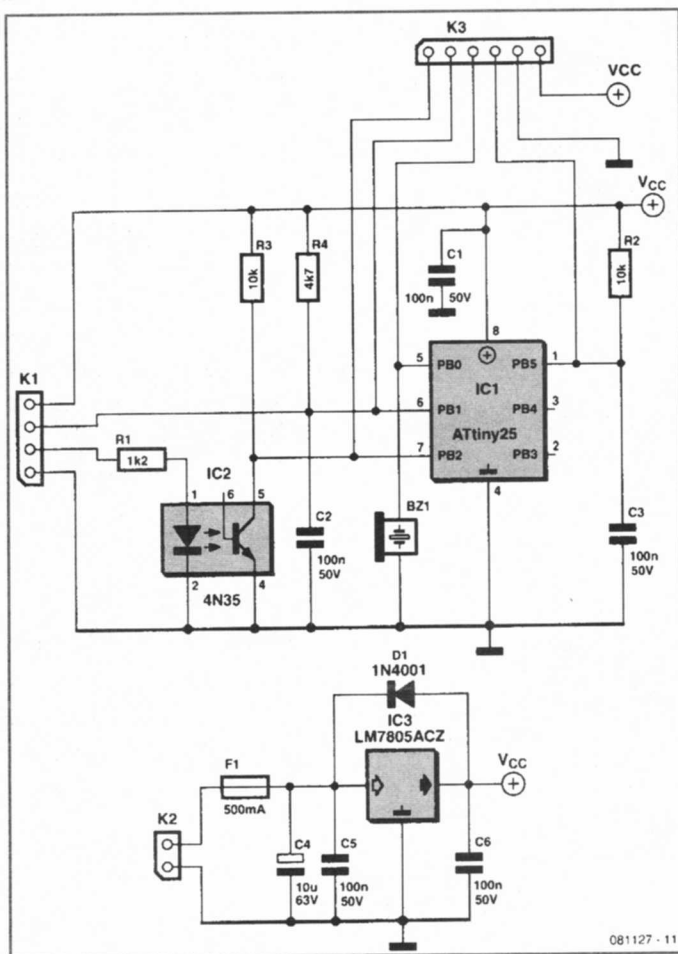 K3
VCC
VCC
R3
10k
R4
4k7
C1
100n 50V
R2
10k
8
5 PB0 PB5 1
IC1
K1
6 PB1 PB4 3
ATtiny25
7 PB2 PB3 2
R1
1k2
IC2
4
1 6 5
BZ1
C2
100n
50V
C3
100n
50V
2 4
4N35
D1
1N4001
IC3
LM7805ACZ
F1
VCC
500mA
K2
C4
10u
63V
C5
100n
50V
C6
100n
50V
081127 - 11